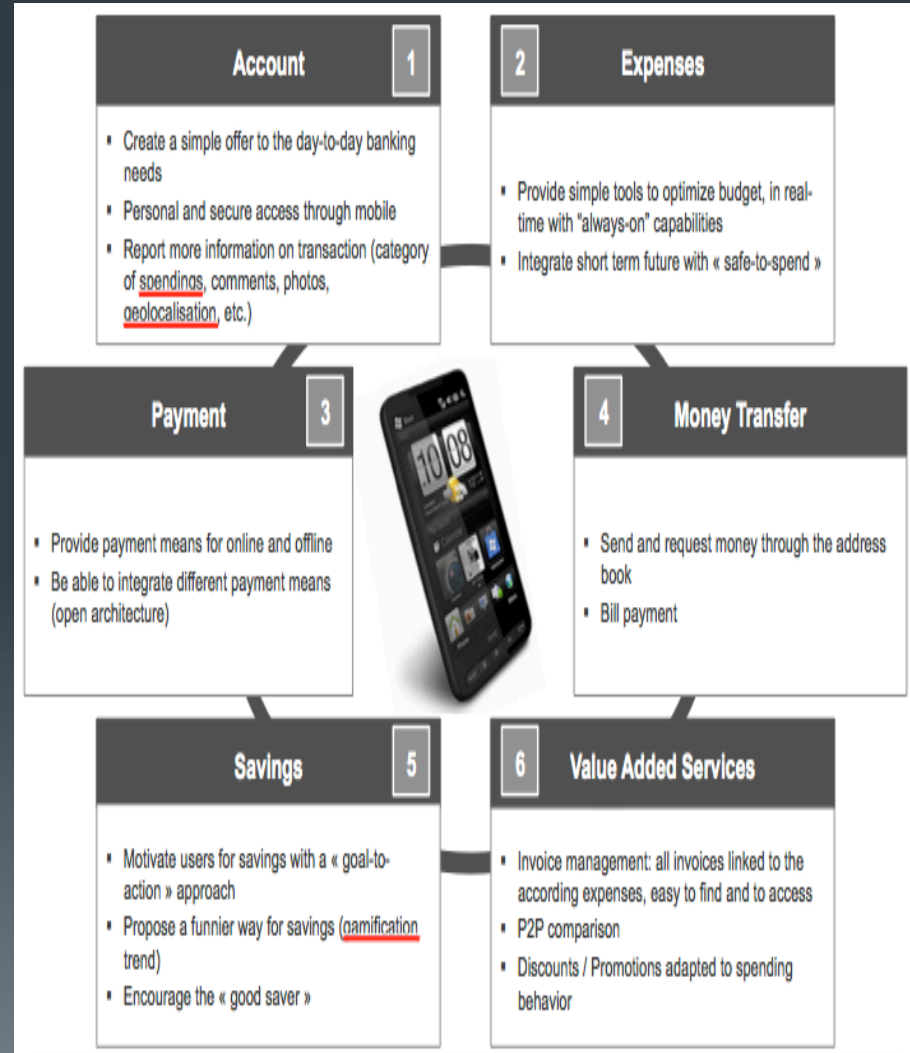 Account 1
▪ Create a simple offer to the day-to-day banking
needs
▪ Personal and secure access through mobile
▪ Report more information on transaction (category
of spendings, comments, photos,
geolocalisation, etc.)
2 Expenses
▪ Provide simple tools to optimize budget, in real-
time with "always-on" capabilities
▪ Integrate short term future with « safe-to-spend »
Payment 3
▪ Provide payment means for online and offline
▪ Be able to integrate different payment means
(open architecture)
10 08
4 Money Transfer
▪ Send and request money through the address
book
▪ Bill payment
Savings 5
▪ Motivate users for savings with a « goal-to-
action » approach
▪ Propose a funnier way for savings (gamification
trend)
▪ Encourage the « good saver »
6 Value Added Services
▪ Invoice management: all invoices linked to the
according expenses, easy to find and to access
▪ P2P comparison
▪ Discounts / Promotions adapted to spending
behavior